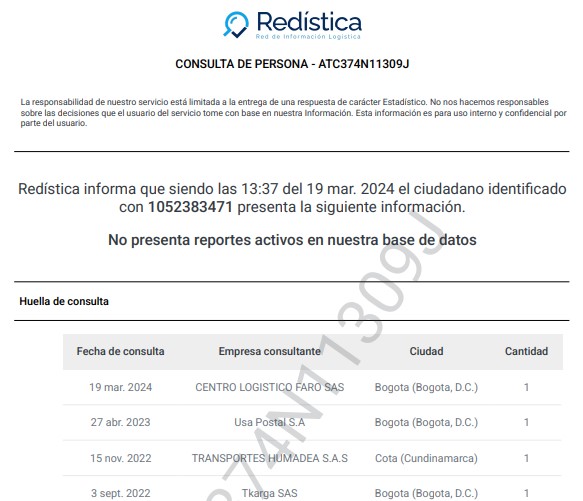 Redística
Red de Información Logística
CONSULTA DE PERSONA - ATC374N11309J
La responsabilidad de nuestro servicio está limitada a la entrega de una respuesta de carácter Estadístico. No nos hacemos responsables
sobre las decisiones que el usuario del servicio tome con base en nuestra Información. Esta información es para uso interno y confidencial por
parte del usuario.
Redística informa que siendo las 13:37 del 19 mar. 2024 el ciudadano identificado
con 1052383471 presenta la siguiente información.
No presenta reportes activos en nuestra base de datos
Huella de consulta
Fecha de consulta Empresa consultante Ciudad Cantidad
19 mar. 2024 CENTRO LOGISTICO FARO SAS Bogota (Bogota, D.C.) 1
27 abr. 2023 Usa Postal S.A Bogota (Bogota, D.C.) 1
15 nov. 2022 TRANSPORTES HUMADEA S.A.S Cota (Cundinamarca) 1
3 sept. 2022 Tkarga SAS Bogota (Bogota, D.C.) 1
374N11309J